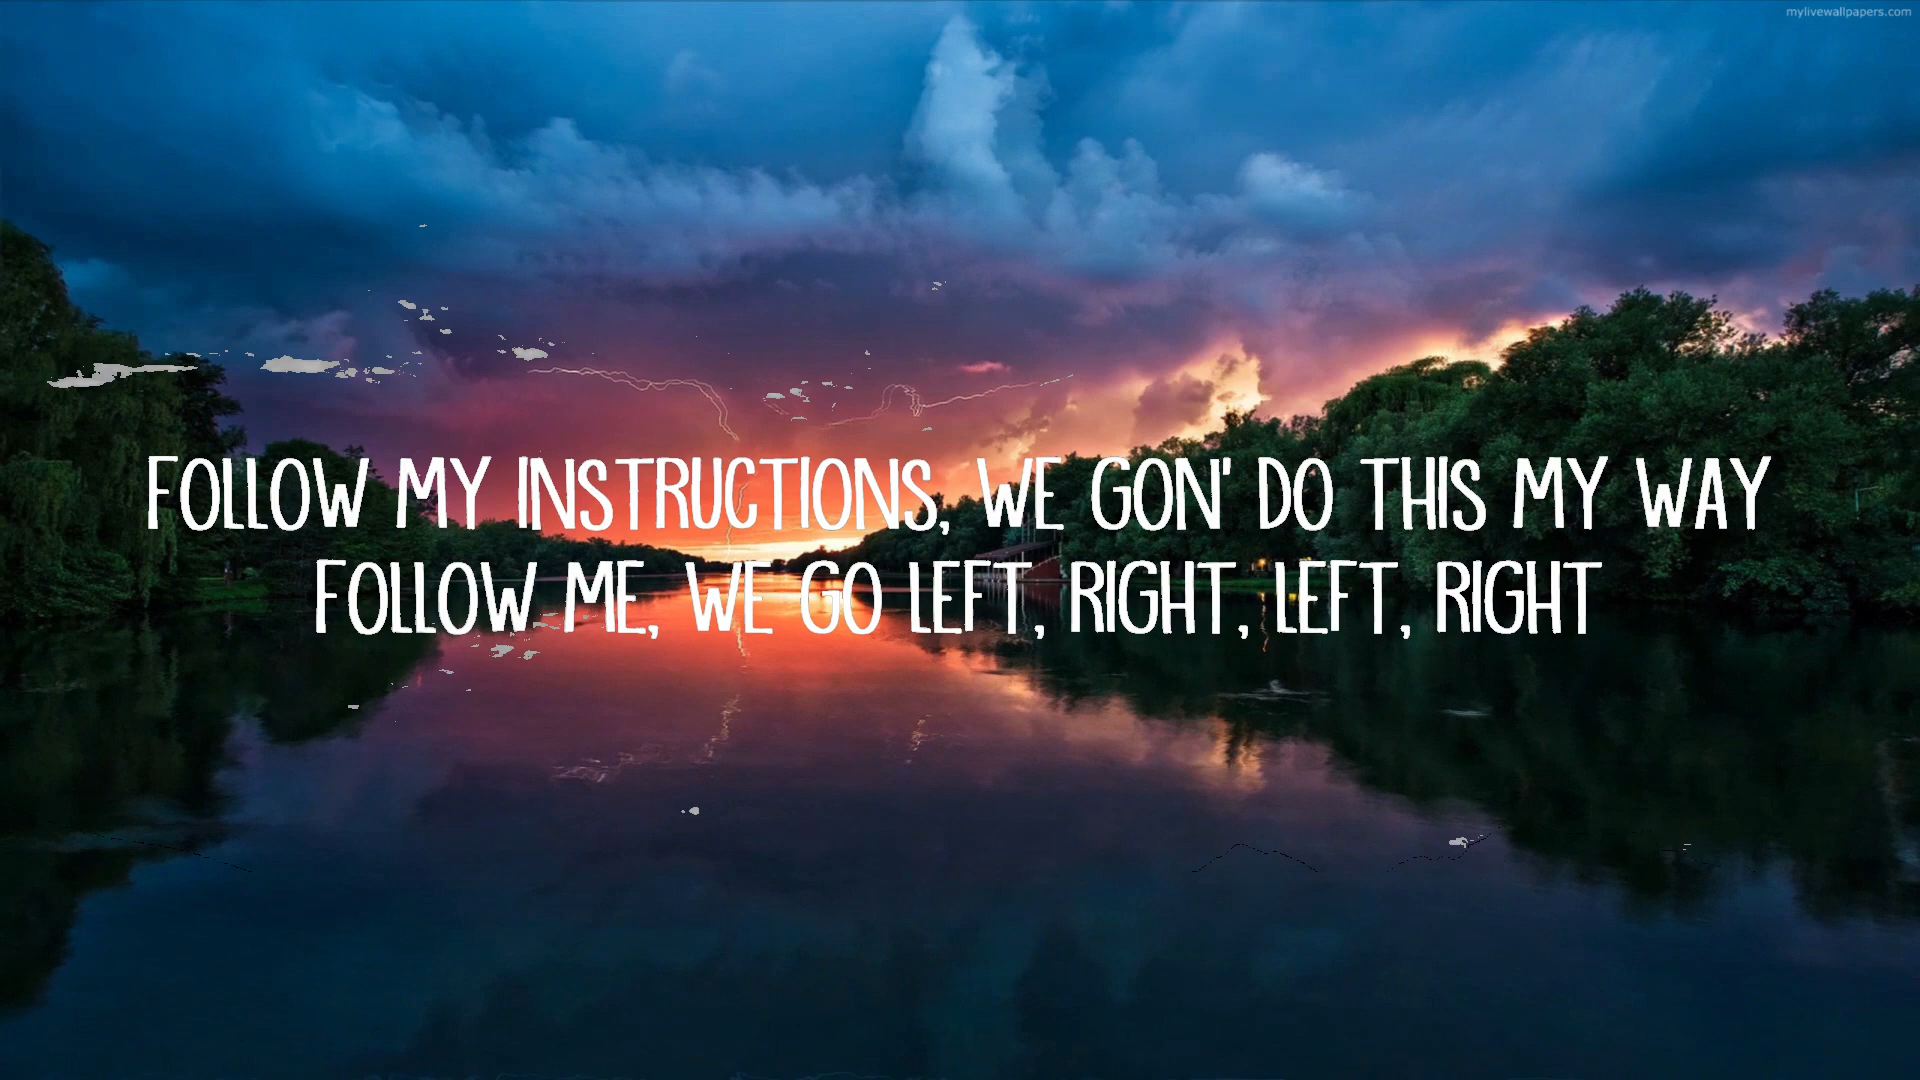 mylivewallpapers.com
FOLLOW MY INSTRUCTIONS, WE GON' DO THIS MY WAY
FOLLOW ME, WE GO LEFT, RIGHT, LEFT, RIGHT